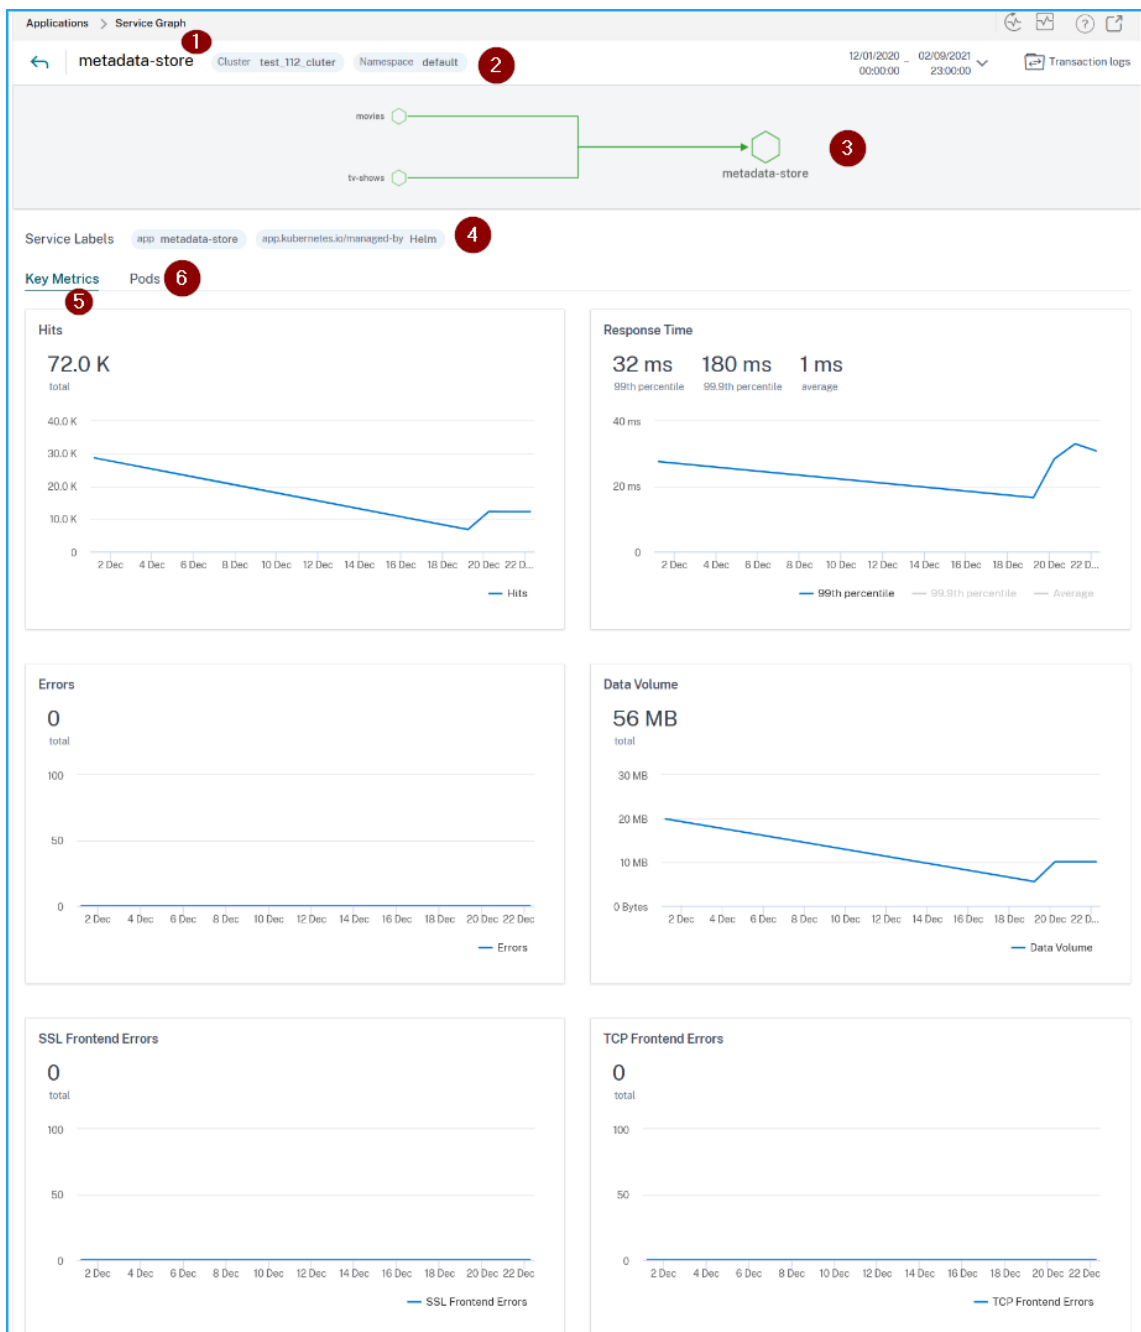 Applications > Service Graph
1
metadata-store Cluster test_112_cluter Namespace default 2
12/01/2020 00:00:00 - 02/09/2021 23:00:00 Transaction logs
movies
tv-shows
metadata-store
3
Service Labels app metadata-store app.kubernetes.io/managed-by Helm 4
Key Metrics Pods 6
5
Hits
72.0 K
total
40.0 K
30.0 K
20.0 K
10.0 K
0
2 Dec 4 Dec 6 Dec 8 Dec 10 Dec 12 Dec 14 Dec 16 Dec 18 Dec 20 Dec 22 D...
Hits
Response Time
32 ms 180 ms 1 ms
99th percentile 99.9th percentile average
40 ms
20 ms
0
2 Dec 4 Dec 6 Dec 8 Dec 10 Dec 12 Dec 14 Dec 16 Dec 18 Dec 20 Dec 22 D...
99th percentile 99.9th percentile Average
Errors
0
total
100
50
0
2 Dec 4 Dec 6 Dec 8 Dec 10 Dec 12 Dec 14 Dec 16 Dec 18 Dec 20 Dec 22 Dec
Errors
Data Volume
56 MB
total
30 MB
20 MB
10 MB
0 Bytes
2 Dec 4 Dec 6 Dec 8 Dec 10 Dec 12 Dec 14 Dec 16 Dec 18 Dec 20 Dec 22 D...
Data Volume
SSL Frontend Errors
0
total
100
50
0
2 Dec 4 Dec 6 Dec 8 Dec 10 Dec 12 Dec 14 Dec 16 Dec 18 Dec 20 Dec 22 Dec
SSL Frontend Errors
TCP Frontend Errors
0
total
100
50
0
2 Dec 4 Dec 6 Dec 8 Dec 10 Dec 12 Dec 14 Dec 16 Dec 18 Dec 20 Dec 22 Dec
TCP Frontend Errors